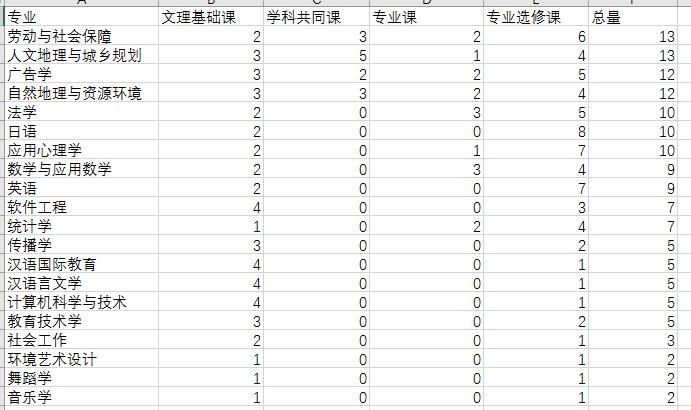 专业 文理基础课 学科共同课 专业课 专业选修课 总量
劳动与社会保障 2 3 2 6 13
人文地理与城乡规划 3 5 1 4 13
广告学 3 2 2 5 12
自然地理与资源环境 3 3 2 4 12
法学 2 0 3 5 10
日语 2 0 0 8 10
应用心理学 2 0 1 7 10
数学与应用数学 2 0 3 4 9
英语 2 0 0 7 9
软件工程 4 0 0 3 7
统计学 1 0 2 4 7
传播学 3 0 0 2 5
汉语国际教育 4 0 0 1 5
汉语言文学 4 0 0 1 5
计算机科学与技术 4 0 0 1 5
教育技术学 3 0 0 2 5
社会工作 2 0 0 1 3
环境艺术设计 1 0 0 1 2
舞蹈学 1 0 0 1 2
音乐学 1 0 0 1 2